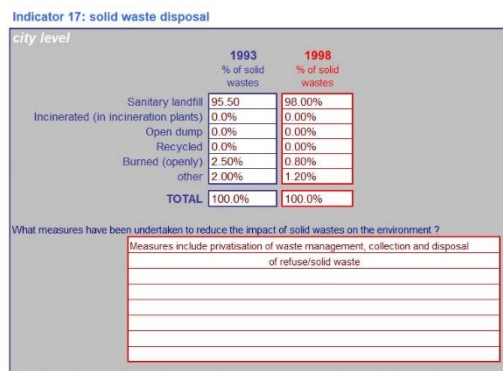 Indicator 17: solid waste disposal
city level
1993 1998
% of solid % of solid
wastes wastes
Sanitary landfill 95.50 98.00%
Incinerated (in incineration plants) 0.0% 0.00%
Open dump 0.0% 0.00%
Recycled 0.0% 0.00%
Burned (openly) 2.50% 0.80%
other 2.00% 1.20%
TOTAL 100.0% 100.0%
What measures have been undertaken to reduce the impact of solid wastes on the environment ?
Measures include privatisation of waste management, collection and disposal
of refuse/solid waste